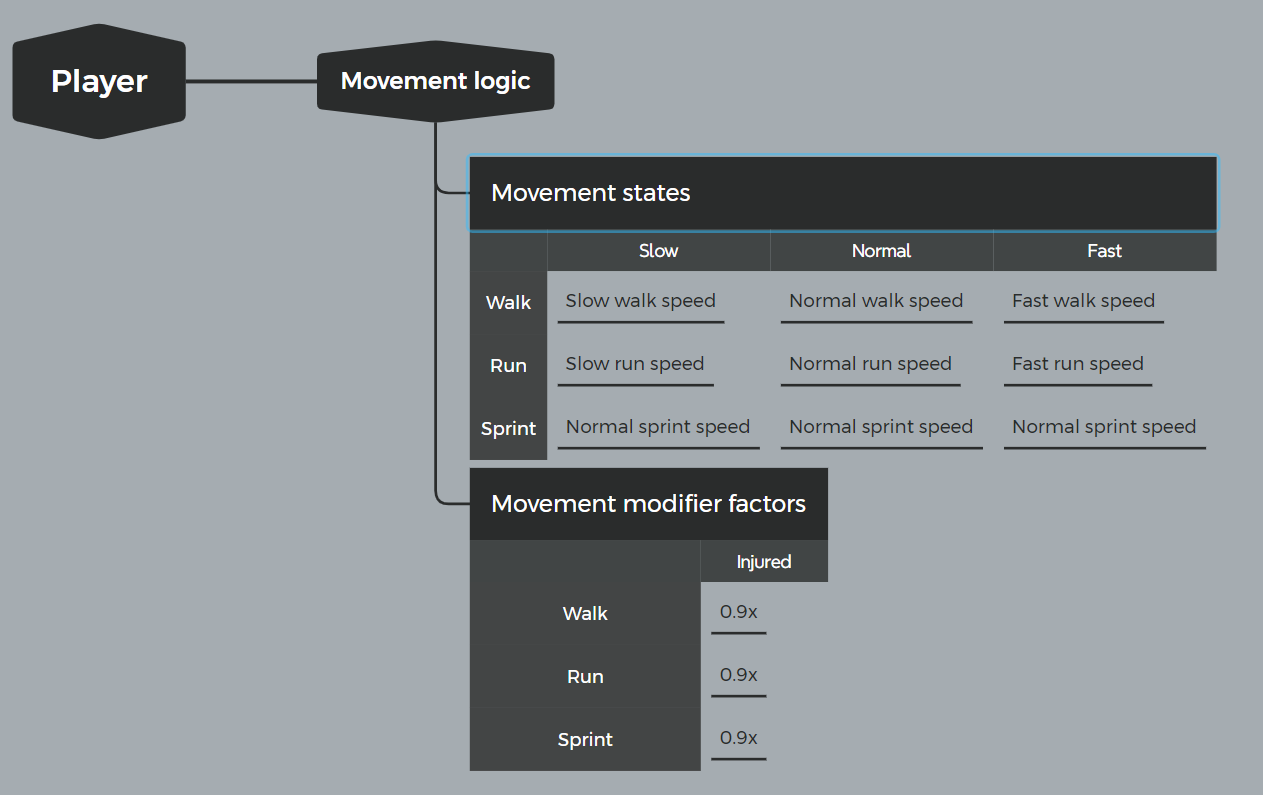 Player
Movement logic
Movement states
Slow Normal Fast
Walk Slow walk speed Normal walk speed Fast walk speed
Run Slow run speed Normal run speed Fast run speed
Sprint Normal sprint speed Normal sprint speed Normal sprint speed
Movement modifier factors
Injured
Walk 0.9x
Run 0.9x
Sprint 0.9x